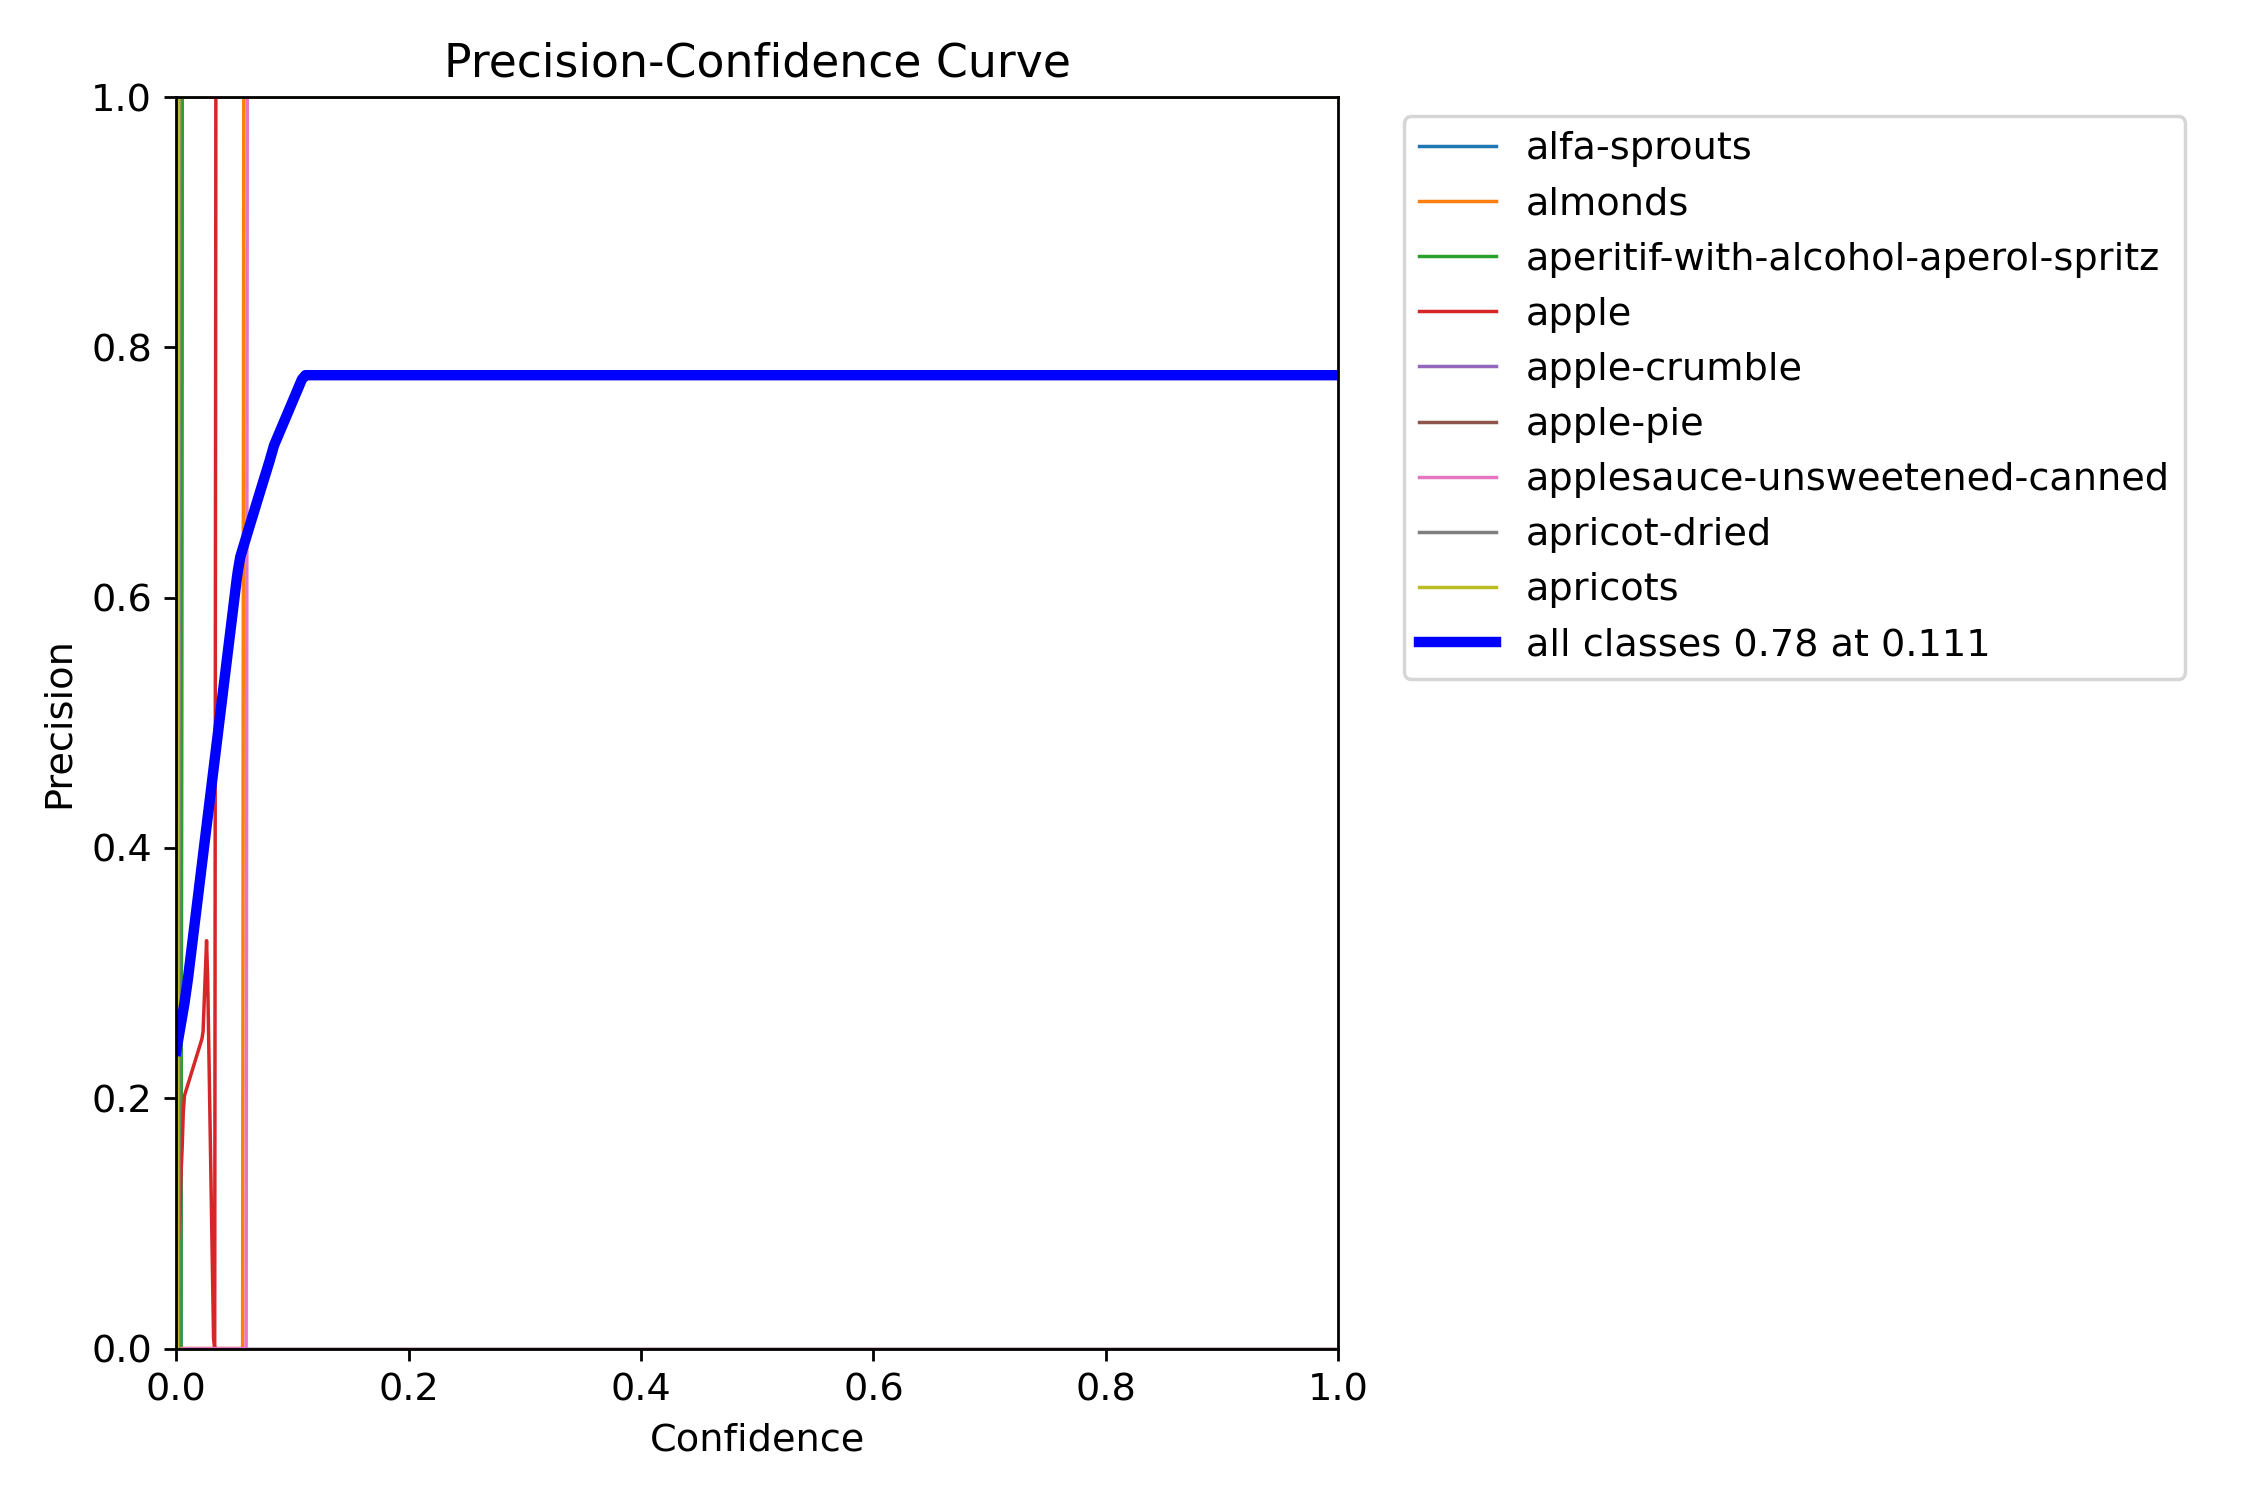 Precision-Confidence Curve
1.0
0.8
0.6
0.4
0.2
0.0
Precision
0.0 0.2 0.4 0.6 0.8 1.0
Confidence
alfa-sprouts
almonds
aperitif-with-alcohol-aperol-spritz
apple
apple-crumble
apple-pie
applesauce-unsweetened-canned
apricot-dried
apricots
all classes 0.78 at 0.111